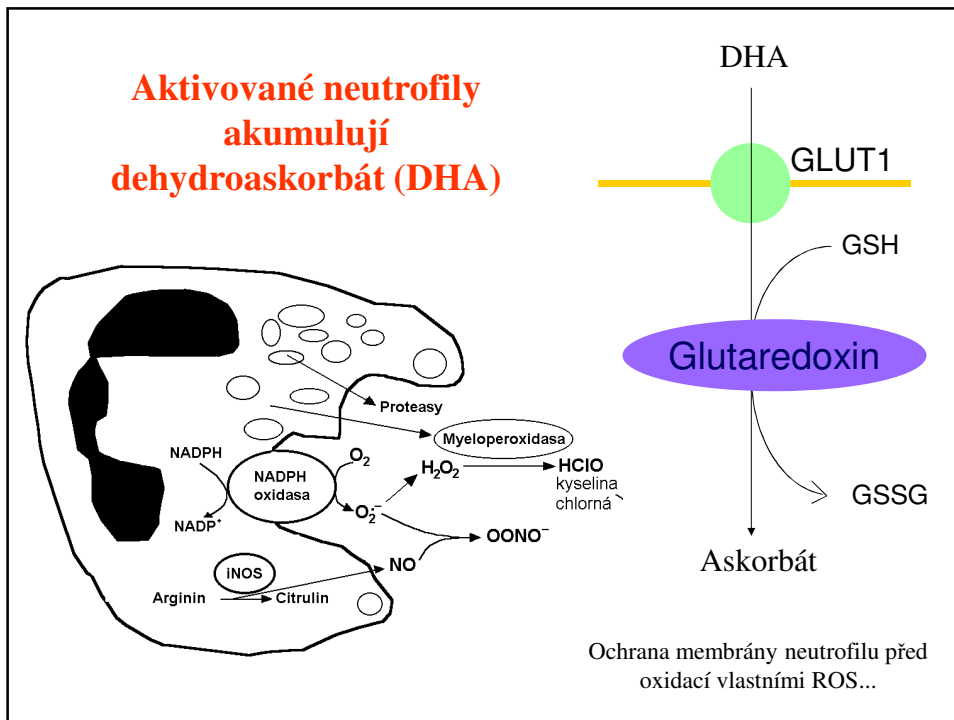 Aktivované neutrofily
akumulují
dehydroaskorbát (DHA)
DHA
GLUT1
GSH
Glutaredoxin
GSSG
Askorbát
Proteasy
Myeloperoxidasa
NADPH
NADPH
oxidasa
NADP⁺
O₂
O₂·⁻
H₂O₂
HClO
kyselina
chlorná
OONO⁻
NO
iNOS
Arginin
Citrulin
Ochrana membrány neutrofilu před
oxidací vlastními ROS...